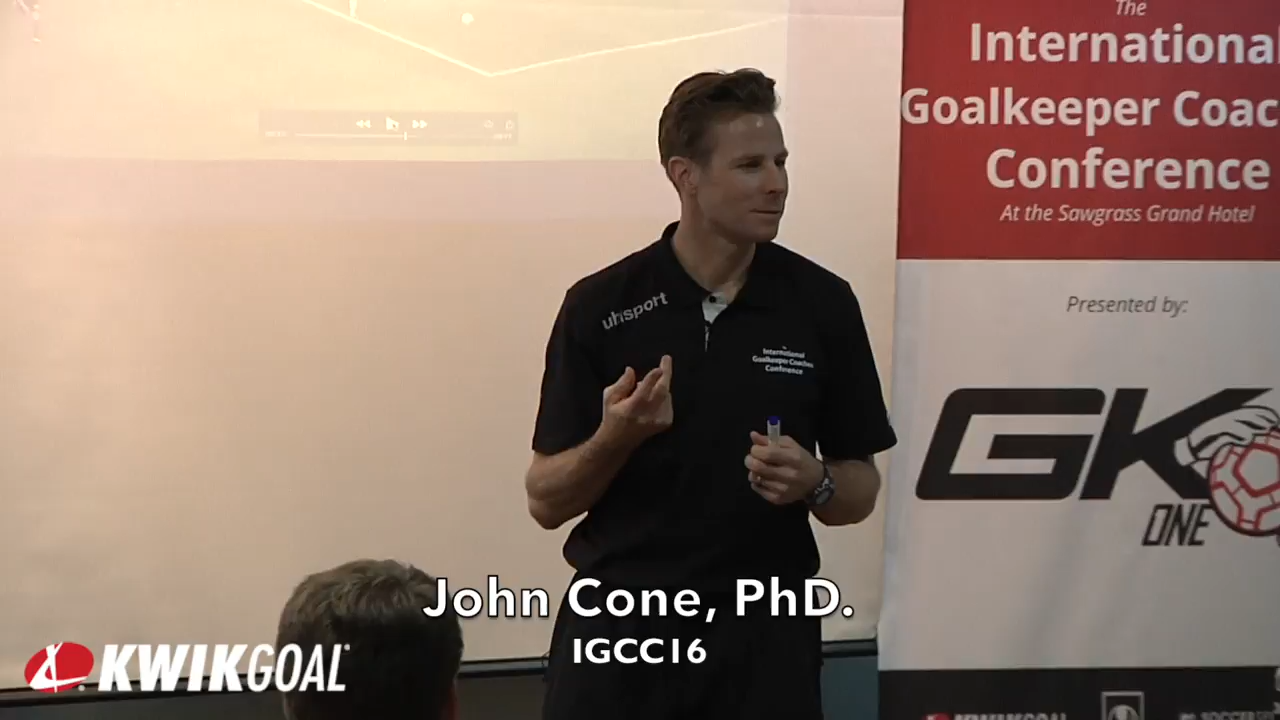 The
International
Goalkeeper Coac
Conference
At the Sawgrass Grand Hotel
Presented by:
GK
ONE
uhlsport
International
Goalkeeper Coaches
Conference
John Cone, PhD.
IGCC16
KWIKGOAL
KWIKGOAL